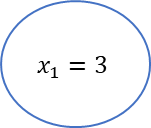 x₁ = 3